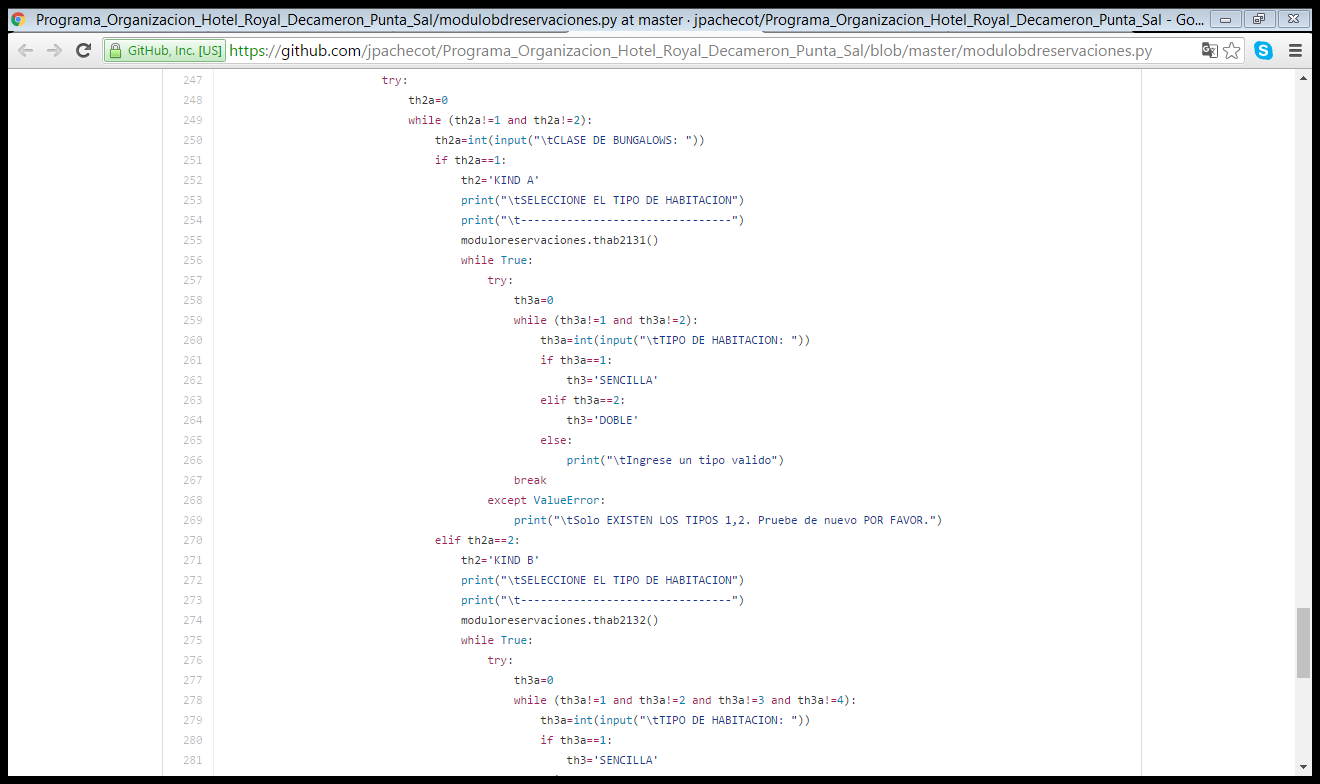 Programa_Organizacion_Hotel_Royal_Decameron_Punta_Sal/modulobdreservaciones.py at master · jpachecot/Programa_Organizacion_Hotel_Royal_Decameron_Punta_Sal - Go...
GitHub, Inc. [US] https://github.com/jpachecot/Programa_Organizacion_Hotel_Royal_Decameron_Punta_Sal/blob/master/modulobdreservaciones.py
247 try:
248 th2a=0
249 while (th2a!=1 and th2a!=2):
250 th2a=int(input("\tCLASE DE BUNGALOWS: "))
251 if th2a==1:
252 th2='KIND A'
253 print("\tSELECCIONE EL TIPO DE HABITACION")
254 print("\t--------------------------------")
255 moduloreservaciones.thab2131()
256 while True:
257 try:
258 th3a=0
259 while (th3a!=1 and th3a!=2):
260 th3a=int(input("\tTIPO DE HABITACION: "))
261 if th3a==1:
262 th3='SENCILLA'
263 elif th3a==2:
264 th3='DOBLE'
265 else:
266 print("\tIngrese un tipo valido")
267 break
268 except ValueError:
269 print("\tSolo EXISTEN LOS TIPOS 1,2. Pruebe de nuevo POR FAVOR.")
270 elif th2a==2:
271 th2='KIND B'
272 print("\tSELECCIONE EL TIPO DE HABITACION")
273 print("\t--------------------------------")
274 moduloreservaciones.thab2132()
275 while True:
276 try:
277 th3a=0
278 while (th3a!=1 and th3a!=2 and th3a!=3 and th3a!=4):
279 th3a=int(input("\tTIPO DE HABITACION: "))
280 if th3a==1:
281 th3='SENCILLA'